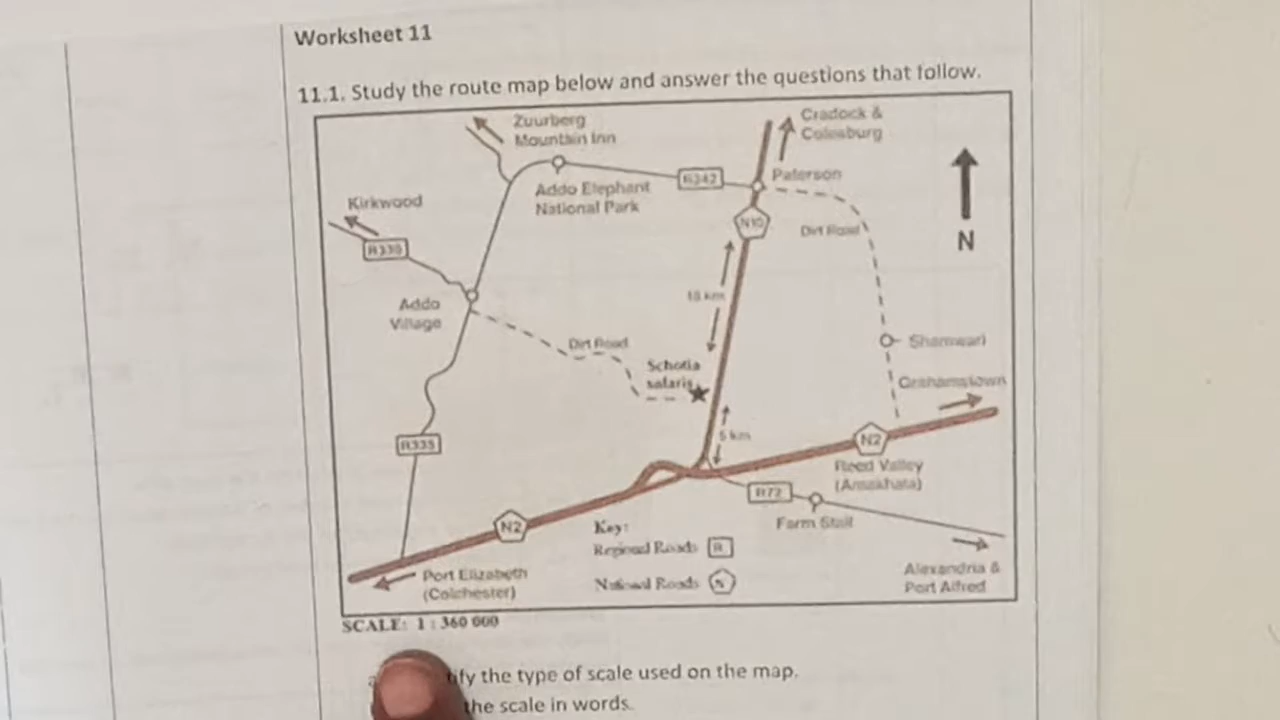 Worksheet 11
11.1. Study the route map below and answer the questions that follow.
Zuurberg
Mountain Inn
Cradock &
Colesburg
Addo Elephant
National Park
R342
Paterson
Kirkwood
R335
N10
Dirt Road
N
Addo
Village
Dirt Road
Schotia
safaris
Shamwari
Grahamstown
R335
5 km
N2
Reed Valley
(Amakhala)
R72
Farm Stall
N2
Key:
Regional Roads R
National Roads N
Port Elizabeth
(Colchester)
Alexandria &
Port Alfred
SCALE: 1 : 360 000
ify the type of scale used on the map.
the scale in words.